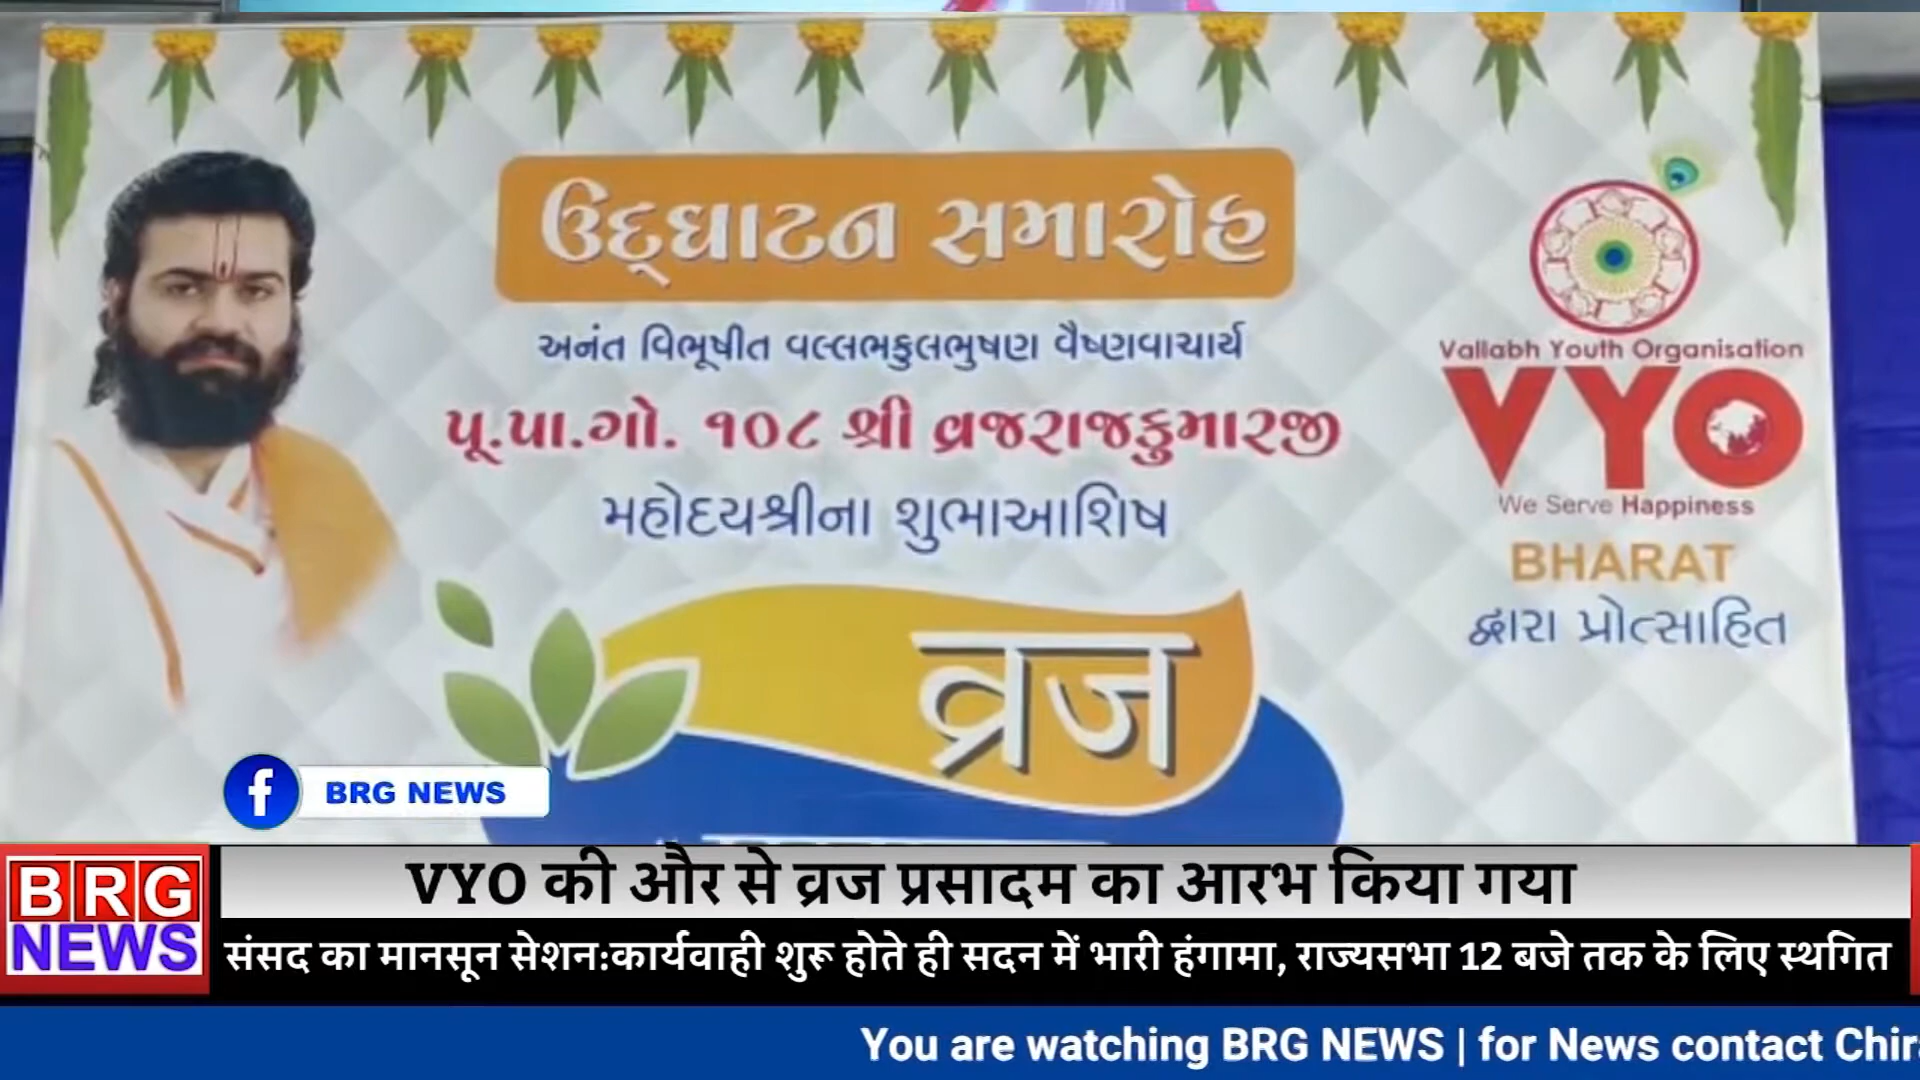 ઉદ્‌ઘાટન સમારોહ
અનંત વિભૂષીત વલ્લભકુલભુષણ વૈષ્ણવાચાર્ય
પૂ.પા.ગો. ૧૦૮ શ્રી વ્રજરાજકુમારજી
મહોદયશ્રીના શુભાઆશિષ
व्रज
Vallabh Youth Organisation
VYO
We Serve Happiness
BHARAT
દ્વારા પ્રોત્સાહિત
f BRG NEWS
BRG
NEWS
VYO की और से व्रज प्रसादम का आरभ किया गया
संसद का मानसून सेशन:कार्यवाही शुरू होते ही सदन में भारी हंगामा, राज्यसभा 12 बजे तक के लिए स्थगित
You are watching BRG NEWS | for News contact